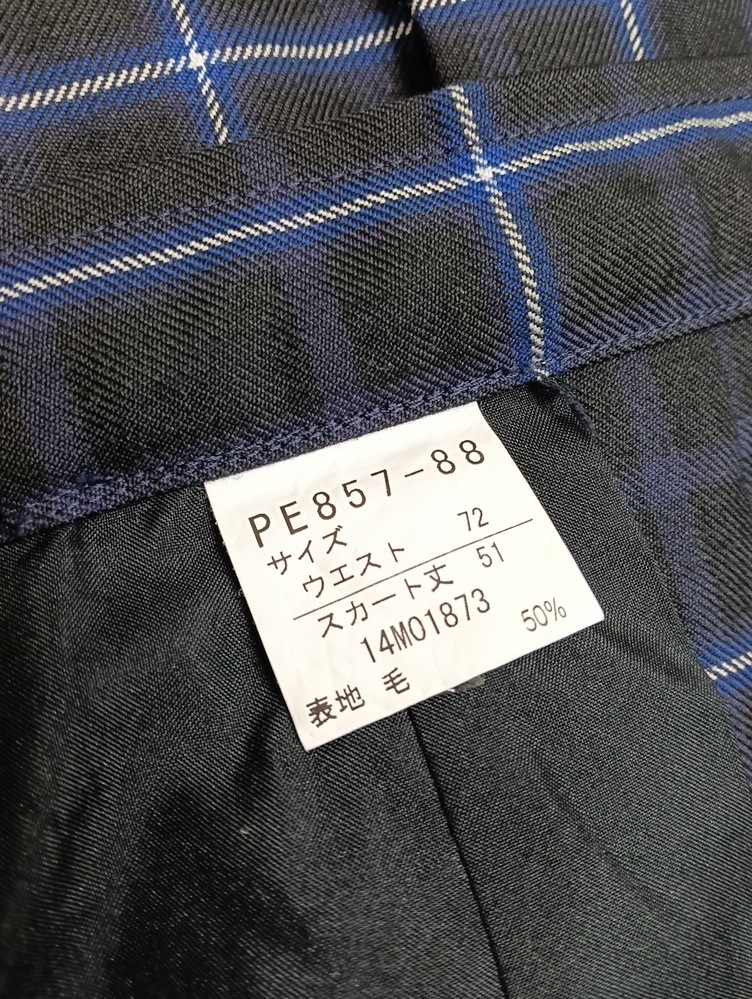 PE857-88
サイズ
ウエスト 72
スカート丈 51
14M01873
表地 毛 50%